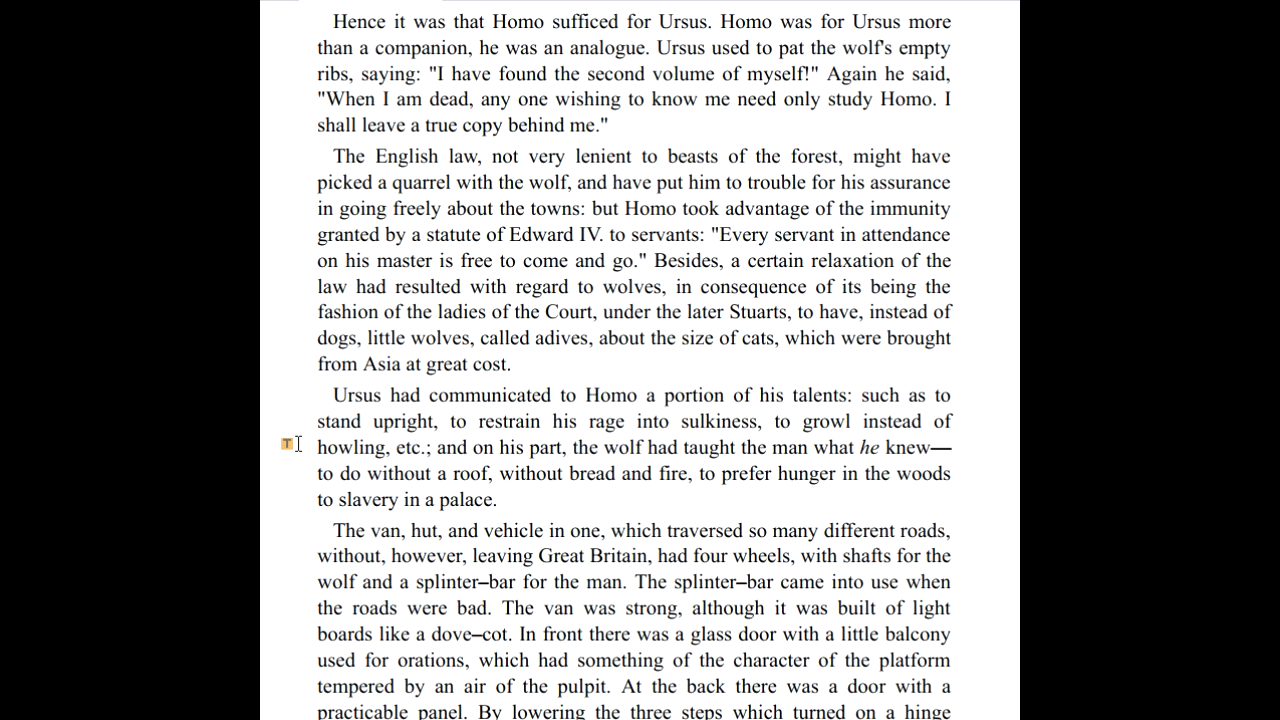 Hence it was that Homo sufficed for Ursus. Homo was for Ursus more
than a companion, he was an analogue. Ursus used to pat the wolf's empty
ribs, saying: "I have found the second volume of myself!" Again he said,
"When I am dead, any one wishing to know me need only study Homo. I
shall leave a true copy behind me."
The English law, not very lenient to beasts of the forest, might have
picked a quarrel with the wolf, and have put him to trouble for his assurance
in going freely about the towns: but Homo took advantage of the immunity
granted by a statute of Edward IV. to servants: "Every servant in attendance
on his master is free to come and go." Besides, a certain relaxation of the
law had resulted with regard to wolves, in consequence of its being the
fashion of the ladies of the Court, under the later Stuarts, to have, instead of
dogs, little wolves, called adives, about the size of cats, which were brought
from Asia at great cost.
Ursus had communicated to Homo a portion of his talents: such as to
stand upright, to restrain his rage into sulkiness, to growl instead of
howling, etc.; and on his part, the wolf had taught the man what he knew—
to do without a roof, without bread and fire, to prefer hunger in the woods
to slavery in a palace.
The van, hut, and vehicle in one, which traversed so many different roads,
without, however, leaving Great Britain, had four wheels, with shafts for the
wolf and a splinter–bar for the man. The splinter–bar came into use when
the roads were bad. The van was strong, although it was built of light
boards like a dove–cot. In front there was a glass door with a little balcony
used for orations, which had something of the character of the platform
tempered by an air of the pulpit. At the back there was a door with a
practicable panel. By lowering the three steps which turned on a hinge